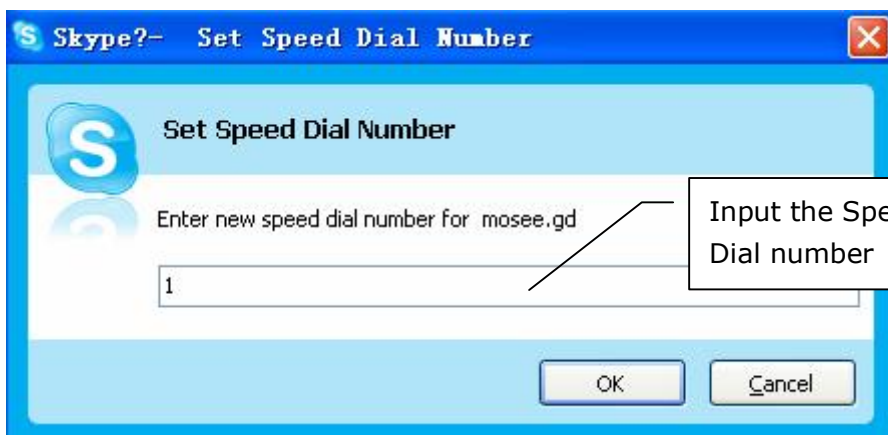 Skype?- Set Speed Dial Number
Set Speed Dial Number
Enter new speed dial number for mosee.gd
Input the
Dial number
1
OK
Cancel